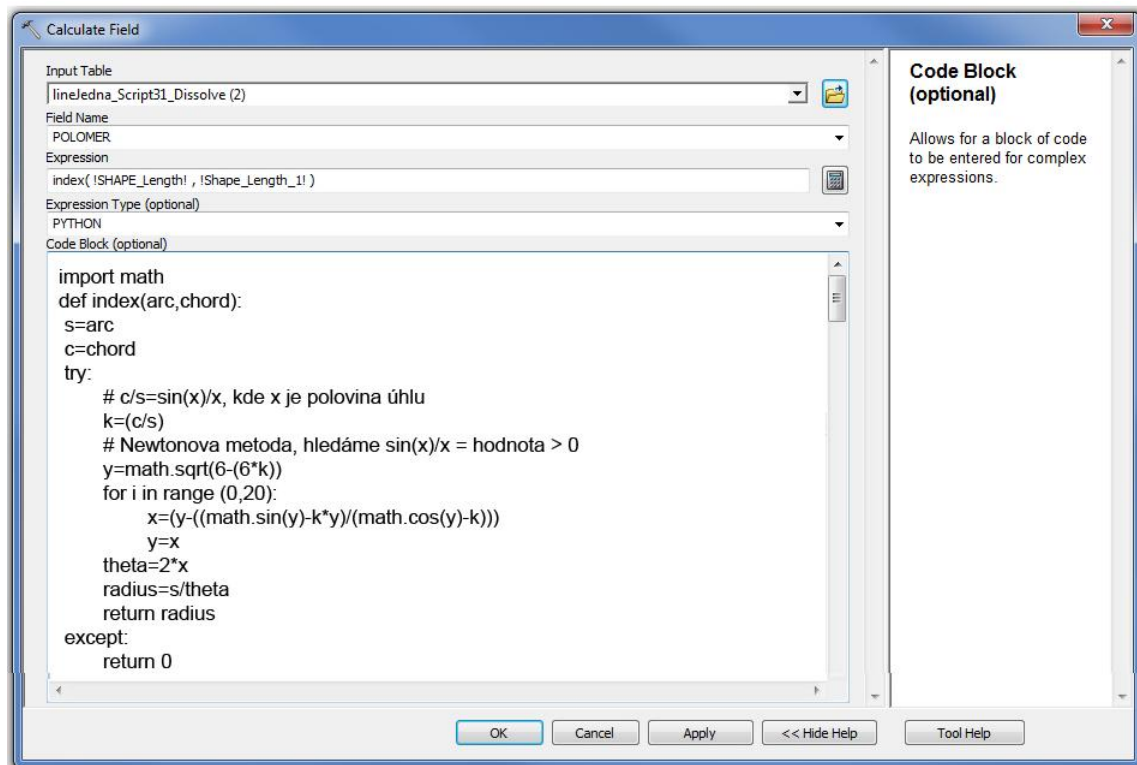 Calculate Field
Input Table
lineJedna_Script31_Dissolve (2)
Field Name
POLOMER
Expression
index( !SHAPE_Length! , !Shape_Length_1! )
Expression Type (optional)
PYTHON
Code Block (optional)
import math
def index(arc,chord):
 s=arc
 c=chord
 try:
       # c/s=sin(x)/x, kde x je polovina úhlu
       k=(c/s)
       # Newtonova metoda, hledáme sin(x)/x = hodnota > 0
       y=math.sqrt(6-(6*k))
       for i in range (0,20):
              x=(y-((math.sin(y)-k*y)/(math.cos(y)-k)))
              y=x
       theta=2*x
       radius=s/theta
       return radius
 except:
       return 0
OK Cancel Apply << Hide Help Tool Help
Code Block
(optional)
Allows for a block of code
to be entered for complex
expressions.